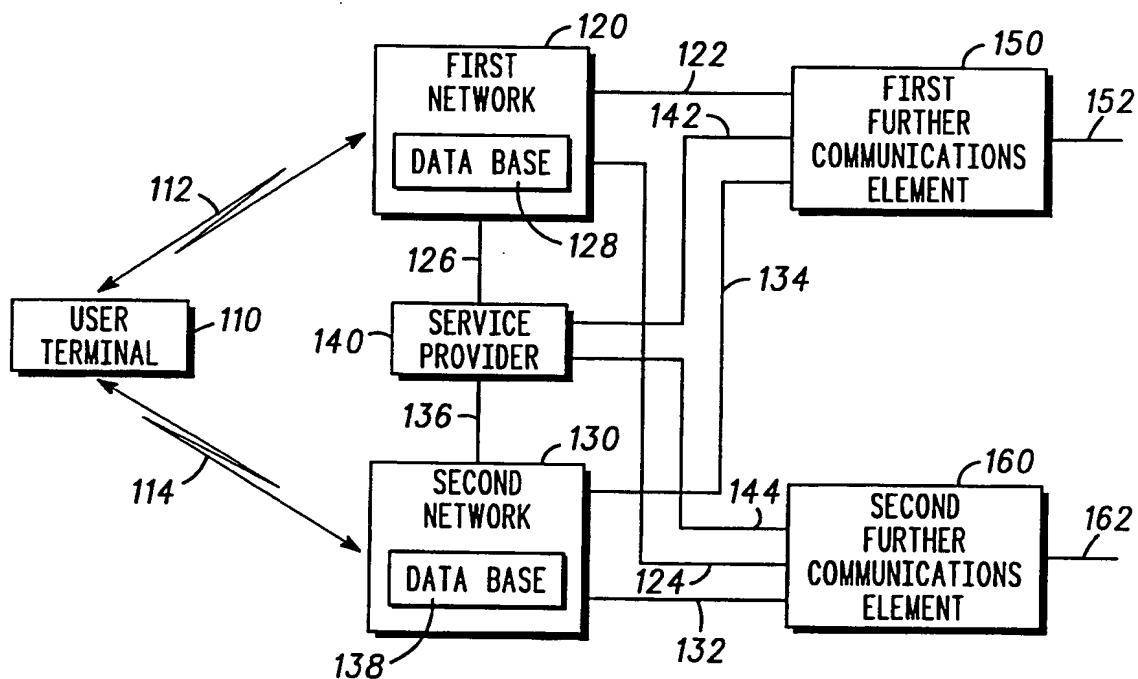 120
FIRST
NETWORK
DATA BASE
128
122
142
150
FIRST
FURTHER
COMMUNICATIONS
ELEMENT
152
112
126
134
USER
TERMINAL
110
140
SERVICE
PROVIDER
136
114
130
SECOND
NETWORK
DATA BASE
138
144
124
132
160
SECOND
FURTHER
COMMUNICATIONS
ELEMENT
162